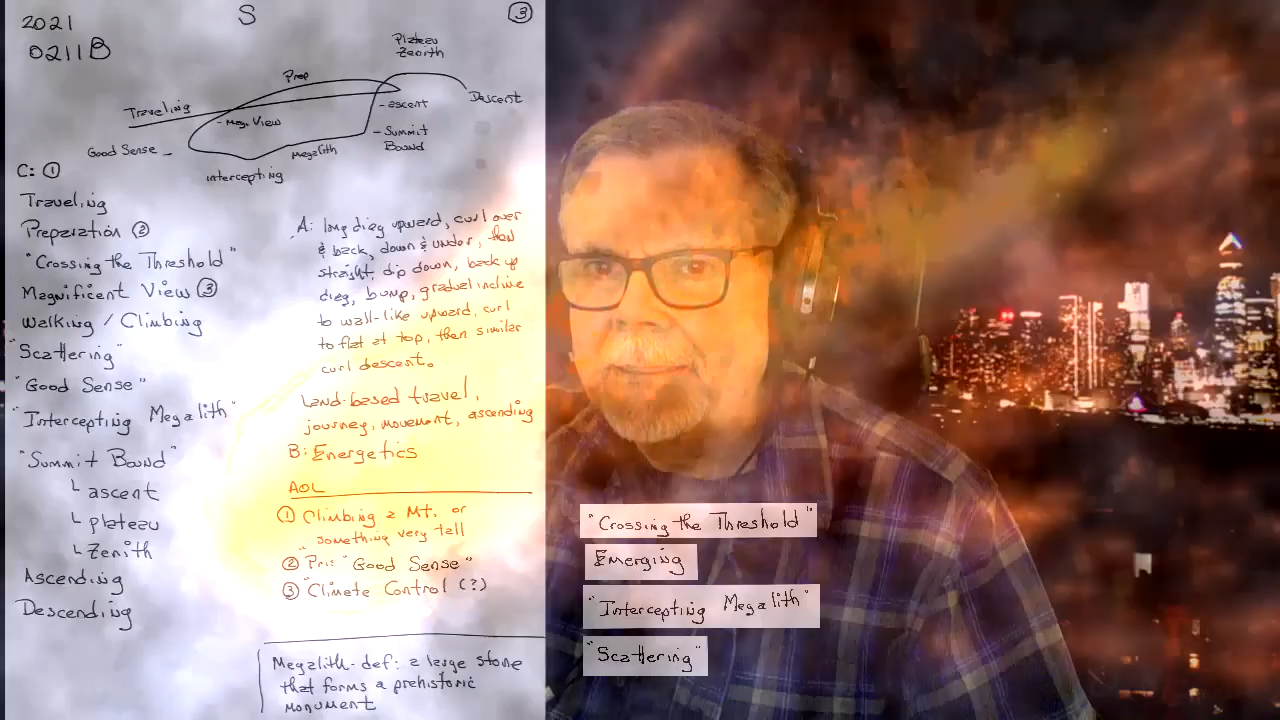 2021
0211B
S
3
Plateau
Zenith
Prep
Traveling
Descent
- Mag. View
- ascent
- Summit
Bound
Good Sense -
Megalith
intercepting
C: 1
Traveling
Preparation 2
"Crossing the Threshold"
Magnificent View 3
Walking / Climbing
"Scattering"
"Good Sense"
"Intercepting Megalith"
"Summit Bound"
ascent
plateau
Zenith
Ascending
Descending
A: long diag upward, curl over
& back, down & under, then
straight, dip down, back up
diag, bump, gradual incline
to wall-like upward, curl
to flat at top, then similar
curl descent.
Land-based travel,
journey, movement, ascending
B: Energetics
AOL
1 Climbing a Mt. or
something very tall
2 Pri: "Good Sense"
3 "Climate Control (?)
Megalith - def: a large stone
that forms a prehistoric
monument
"Crossing the Threshold"
Emerging
"Intercepting Megalith"
"Scattering"